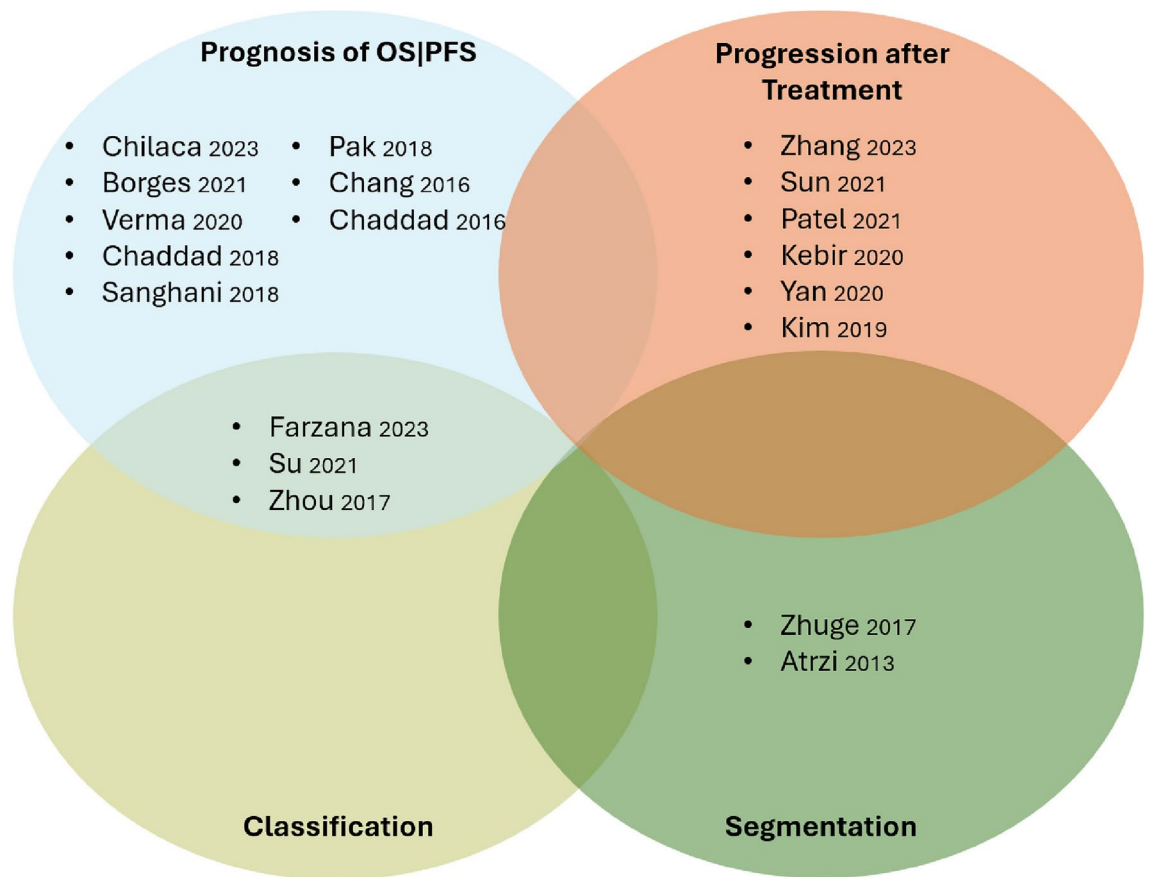 Prognosis of OS|PFS
• Chilaca 2023
• Borges 2021
• Verma 2020
• Chaddad 2018
• Sanghani 2018
• Pak 2018
• Chang 2016
• Chaddad 2016
Progression after
Treatment
• Zhang 2023
• Sun 2021
• Patel 2021
• Kebir 2020
• Yan 2020
• Kim 2019
• Farzana 2023
• Su 2021
• Zhou 2017
• Zhuge 2017
• Atrzi 2013
Classification
Segmentation